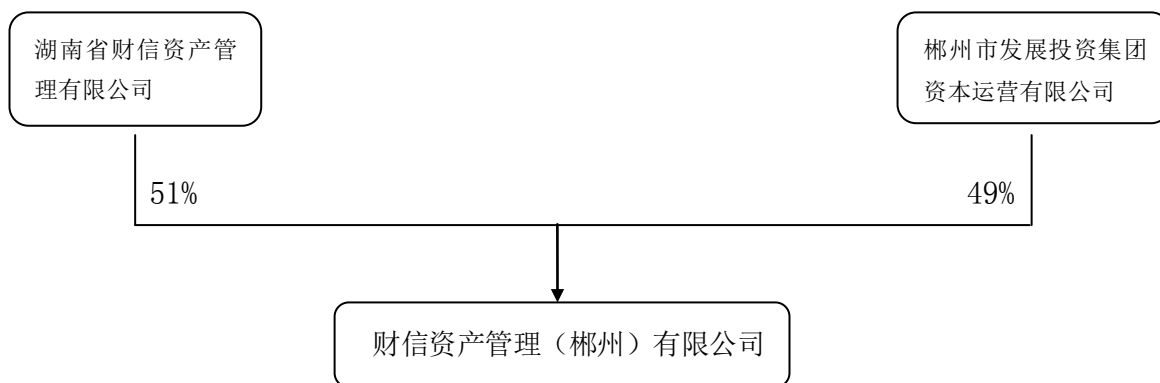 湖南省财信资产管
理有限公司
郴州市发展投资集团
资本运营有限公司
51%
49%
财信资产管理（郴州）有限公司